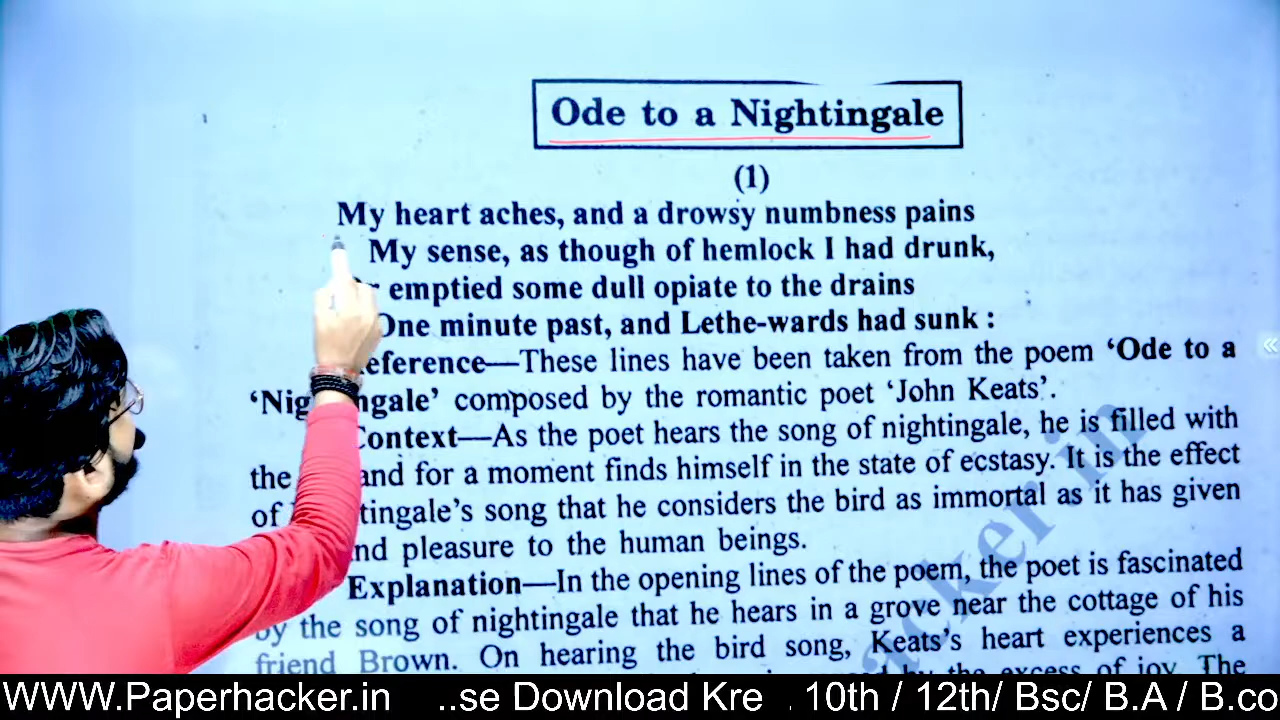 Ode to a Nightingale
(1)
My heart aches, and a drowsy numbness pains
My sense, as though of hemlock I had drunk,
emptied some dull opiate to the drains
One minute past, and Lethe-wards had sunk :
eference—These lines have been taken from the poem ‘Ode to a
‘Nig ngale’ composed by the romantic poet ‘John Keats’.
Context—As the poet hears the song of nightingale, he is filled with
the and for a moment finds himself in the state of ecstasy. It is the effect
of tingale’s song that he considers the bird as immortal as it has given
nd pleasure to the human beings.
Explanation—In the opening lines of the poem, the poet is fascinated
by the song of nightingale that he hears in a grove near the cottage of his
friend Brown. On hearing the bird song, Keats’s heart experiences a
by the excess of joy. The
acker in
WWW.Paperhacker.in ..se Download Kre . 10th / 12th/ Bsc/ B.A / B.co